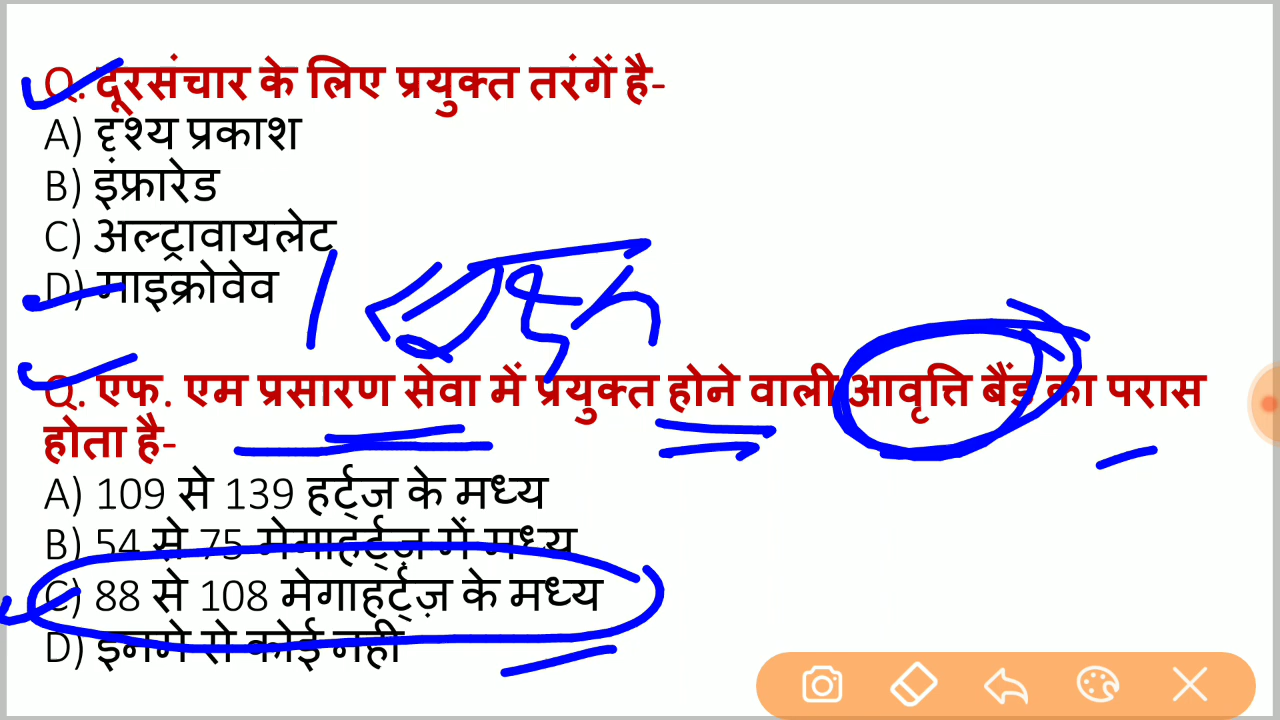 Q. दूरसंचार के लिए प्रयुक्त तरंगें है-
A) दृश्य प्रकाश
B) इंफ्रारेड
C) अल्ट्रावायलेट
D) माइक्रोवेव
Q. एफ. एम प्रसारण सेवा में प्रयुक्त होने वाली आवृत्ति बैंड का परास
होता है-
A) 109 से 139 हर्ट्ज के मध्य
B) 54 से 75 मेगाहर्ट्ज़ में मध्य
C) 88 से 108 मेगाहर्ट्ज़ के मध्य
D) इनमे से कोई नही